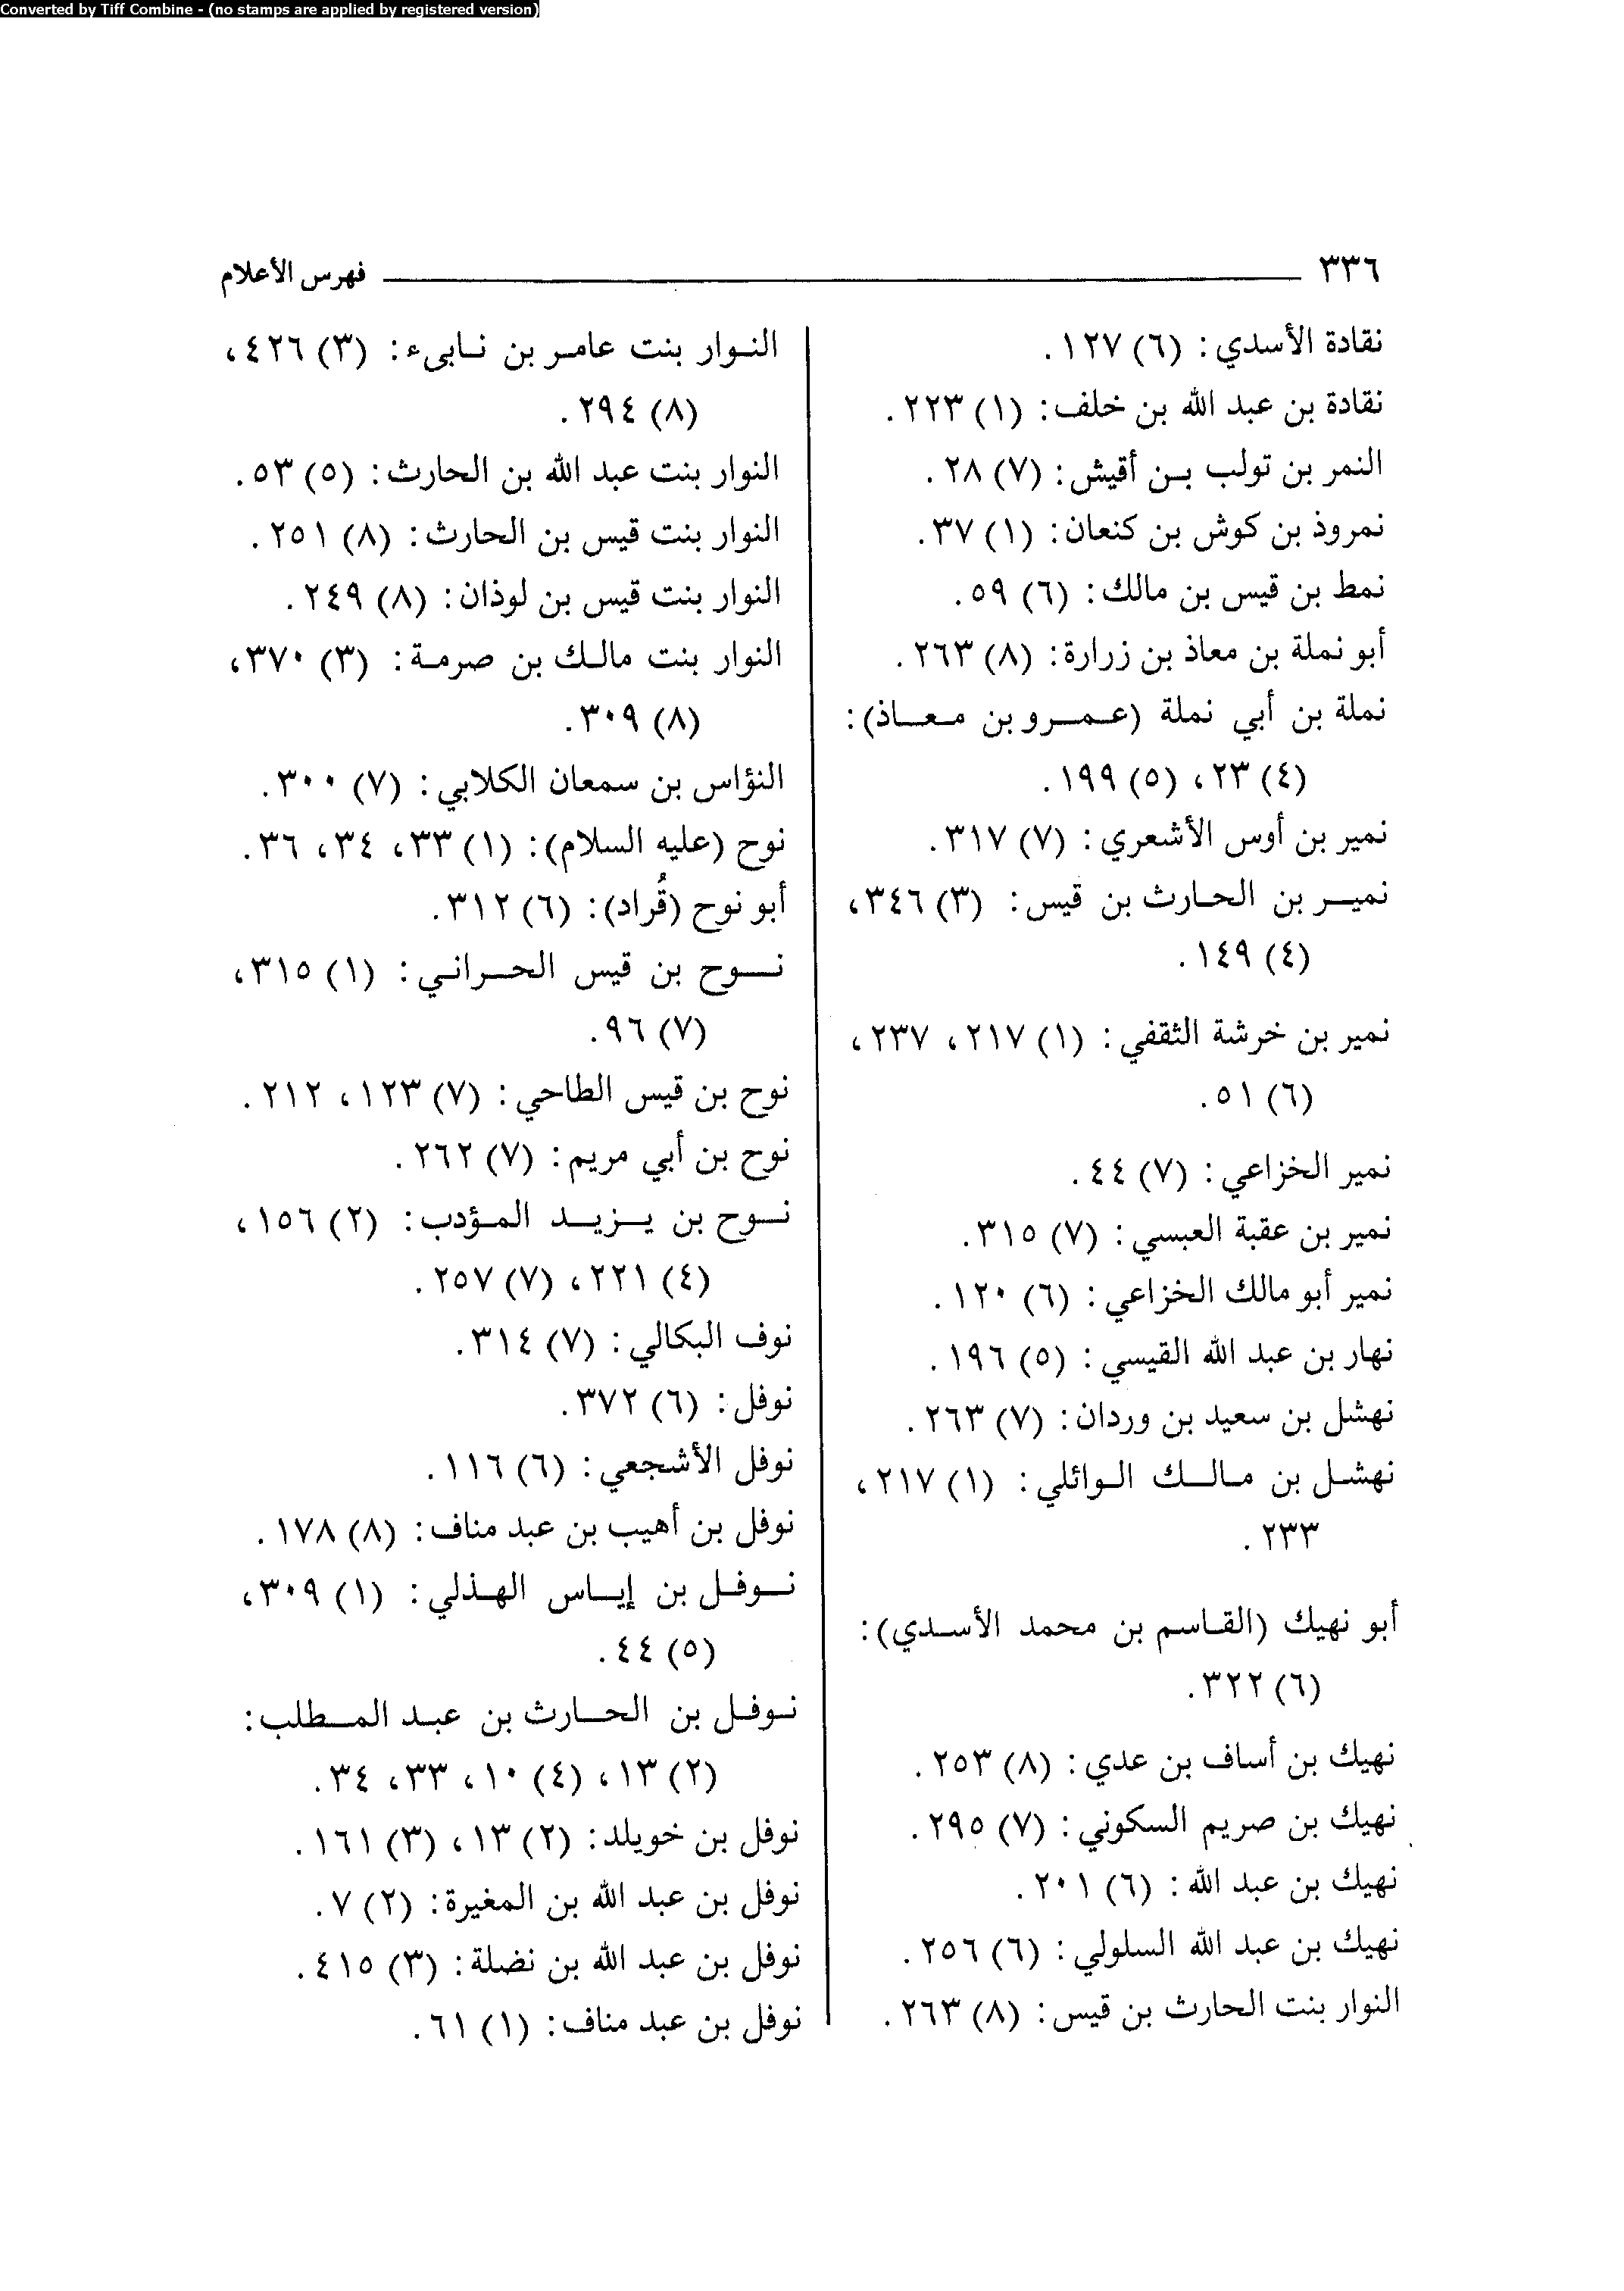 Converted by Tiff Combine - (no stamps are applied by registered version)
٣٣٦ فهرس الأعلام
نقادة الأسدي: (٦) ١٢٧.
نقادة بن عبد الله بن خلف: (١) ٢٢٣.
النمر بن تولب بن أقيش: (٧) ٢٨.
نمروذ بن كوش بن كنعان: (١) ٣٧.
نمط بن قيس بن مالك: (٦) ٥٩.
أبو نملة بن معاذ بن زرارة: (٨) ٢٦٣.
نملة بن أبي نملة (عمرو بن معاذ):
(٤) ٢٣، (٥) ١٩٩.
نمير بن أوس الأشعري: (٧) ٣١٧.
نمير بن الحارث بن قيس: (٣) ٣٤٦،
(٤) ١٤٩.
نمير بن خرشة الثقفي: (١) ٢١٧، ٢٣٧،
(٦) ٥١.
نمير الخزاعي: (٧) ٤٤.
نمير بن عقبة العبسي: (٧) ٣١٥.
نمير أبو مالك الخزاعي: (٦) ١٢٠.
نهار بن عبد الله القيسي: (٥) ١٩٦.
نهشل بن سعيد بن وردان: (٧) ٢٦٣.
نهشل بن مالك الوائلي: (١) ٢١٧،
٢٣٣.
أبو نهيك (القاسم بن محمد الأسدي):
(٦) ٣٢٢.
نهيك بن أساف بن عدي: (٨) ٢٥٣.
نهيك بن صريم السكوني: (٧) ٢٩٥.
نهيك بن عبد الله: (٦) ٢٠١.
نهيك بن عبد الله السلولي: (٦) ٢٥٦.
النوار بنت الحارث بن قيس: (٨) ٢٦٣.
النوار بنت عامر بن نابىء: (٣) ٤٢٦،
(٨) ٢٩٤.
النوار بنت عبد الله بن الحارث: (٥) ٥٣.
النوار بنت قيس بن الحارث: (٨) ٢٥١.
النوار بنت قيس بن لوذان: (٨) ٢٤٩.
النوار بنت مالك بن صرمة: (٣) ٣٧٠،
(٨) ٣٠٩.
النؤاس بن سمعان الكلابي: (٧) ٣٠٠.
نوح (عليه السلام): (١) ٣٣، ٣٤، ٣٦.
أبو نوح (قُراد): (٦) ٣١٢.
نوح بن قيس الحراني: (١) ٣١٥،
(٧) ٩٦.
نوح بن قيس الطاحي: (٧) ١٢٣، ٢١٢.
نوح بن أبي مريم: (٧) ٢٦٢.
نوح بن يزيد المؤدب: (٢) ١٥٦،
(٤) ٢٢١، (٧) ٢٥٧.
نوف البكالي: (٧) ٣١٤.
نوفل: (٦) ٣٧٢.
نوفل الأشجعي: (٦) ١١٦.
نوفل بن أهيب بن عبد مناف: (٨) ١٧٨.
نوفل بن إياس الهذلي: (١) ٣٠٩،
(٥) ٤٤.
نوفل بن الحارث بن عبد المطلب:
(٢) ١٣، (٤) ١٠، ٣٣، ٣٤.
نوفل بن خويلد: (٢) ١٣، (٣) ١٦١.
نوفل بن عبد الله بن المغيرة: (٢) ٧.
نوفل بن عبد الله بن نضلة: (٣) ٤١٥.
نوفل بن عبد مناف: (١) ٦١.